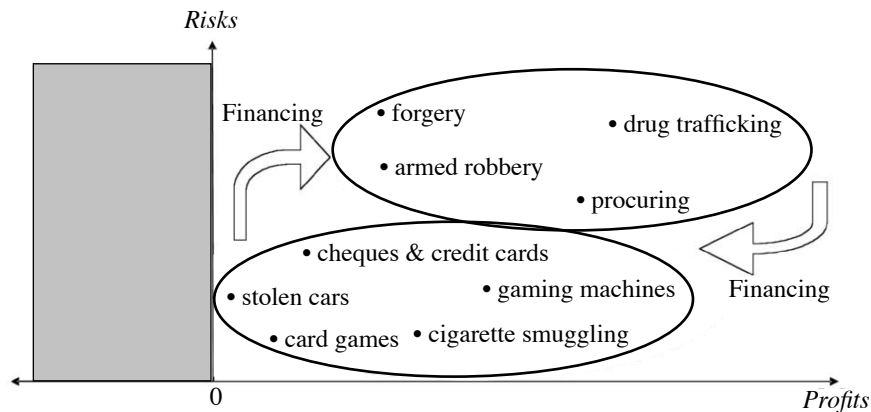 Risks
Financing
• forgery
• drug trafficking
• armed robbery
• procuring
• cheques & credit cards
• gaming machines
• stolen cars
Financing
• card games
• cigarette smuggling
0
Profits